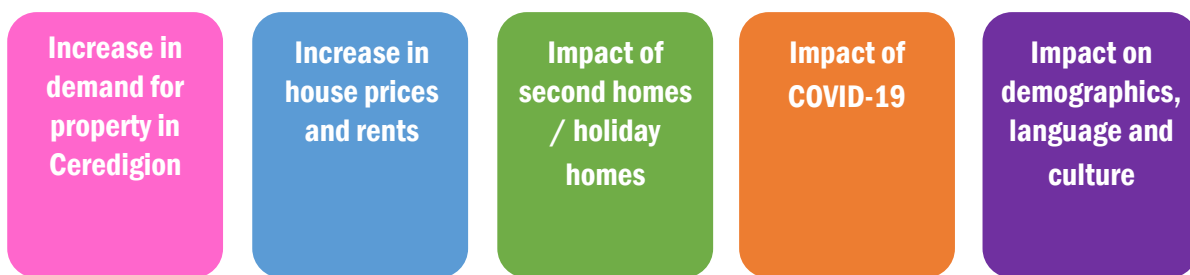 Increase in
demand for
property in
Ceredigion
Increase in
house prices
and rents
Impact of
second homes
/ holiday
homes
Impact of
COVID-19
Impact on
demographics,
language and
culture